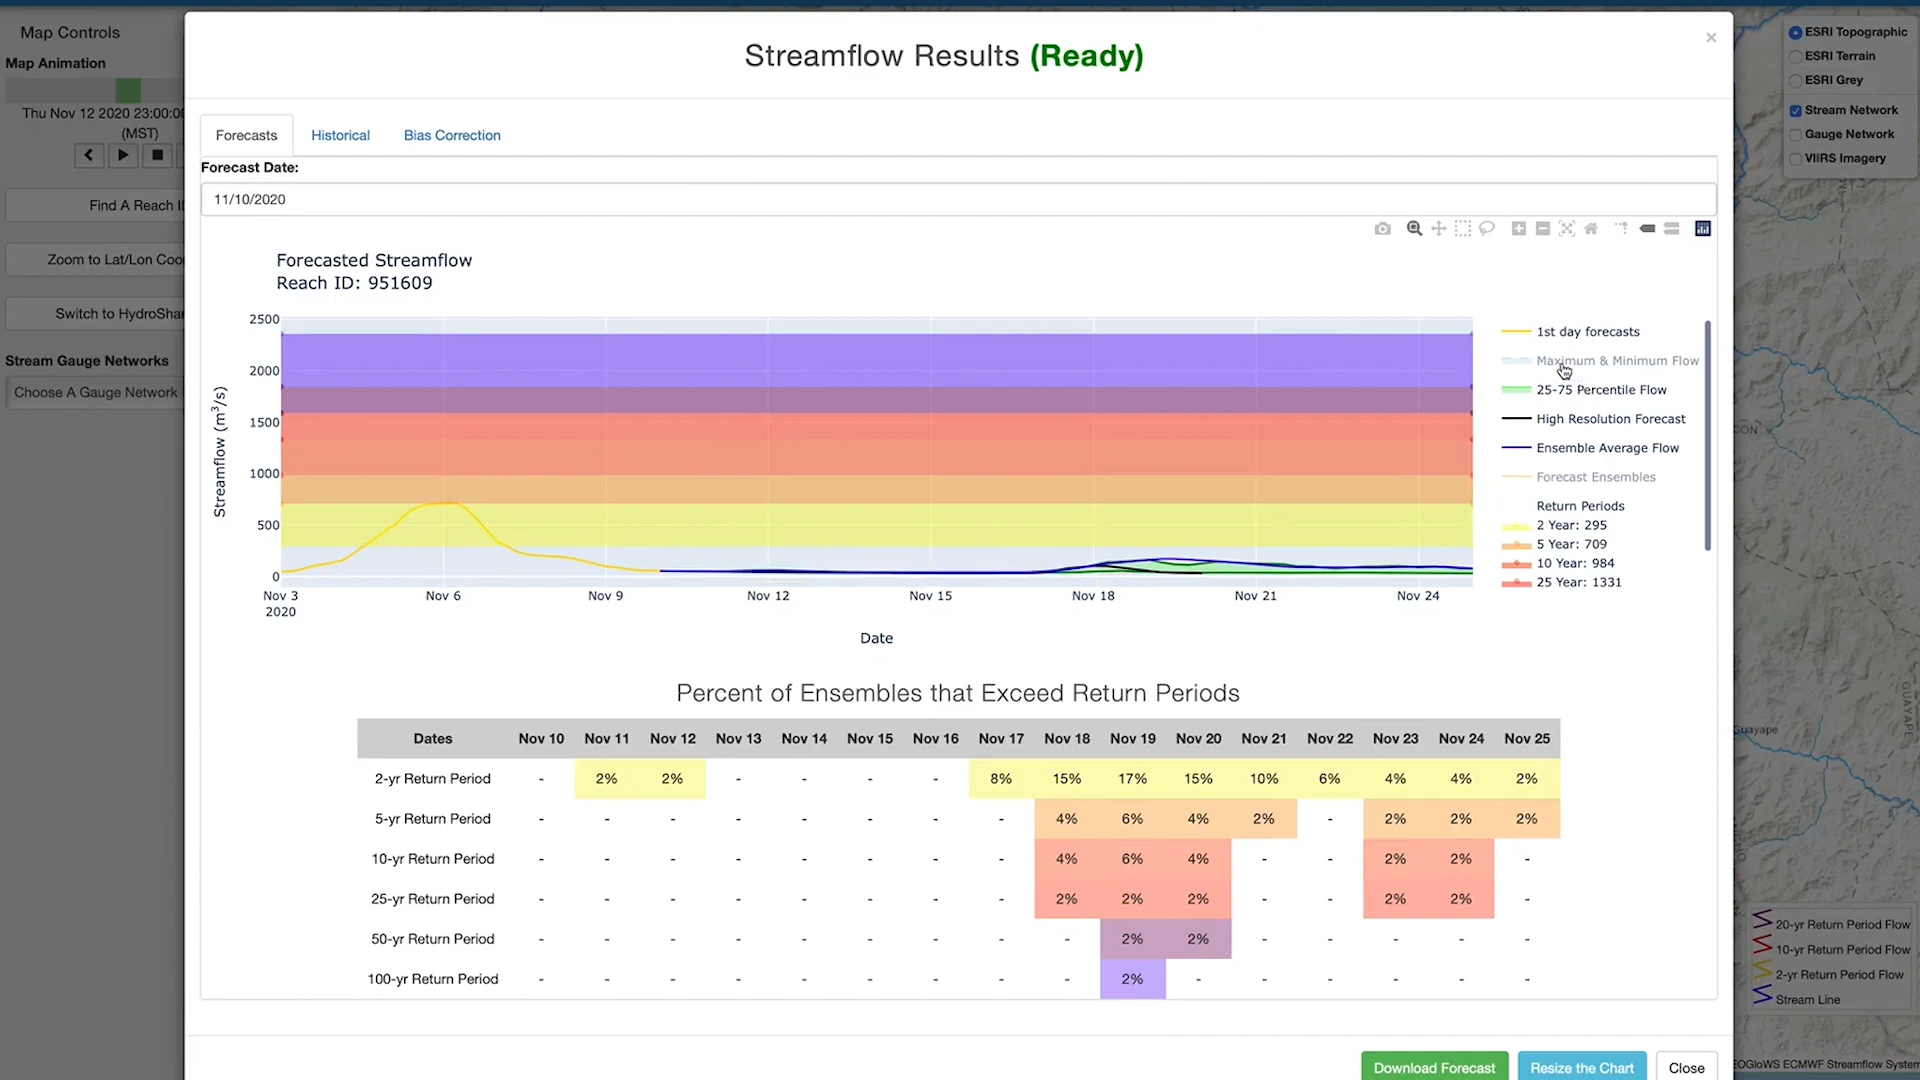 Map Controls
Map Animation
Thu Nov 12 2020 23:00:00
(MST)
Find A Reach I
Zoom to Lat/Lon Coo
Switch to HydroSha
Stream Gauge Networks
Choose A Gauge Network
Streamflow Results (Ready)
×
Forecasts Historical Bias Correction
Forecast Date:
11/10/2020
Forecasted Streamflow
Reach ID: 951609
Streamflow (m³/s)
2500
2000
1500
1000
500
0
Nov 3 Nov 6 Nov 9 Nov 12 Nov 15 Nov 18 Nov 21 Nov 24
2020
Date
1st day forecasts
Maximum & Minimum Flow
25-75 Percentile Flow
High Resolution Forecast
Ensemble Average Flow
Forecast Ensembles
Return Periods
2 Year: 295
5 Year: 709
10 Year: 984
25 Year: 1331
Percent of Ensembles that Exceed Return Periods
Dates Nov 10 Nov 11 Nov 12 Nov 13 Nov 14 Nov 15 Nov 16 Nov 17 Nov 18 Nov 19 Nov 20 Nov 21 Nov 22 Nov 23 Nov 24 Nov 25
2-yr Return Period - 2% 2% - - - - 8% 15% 17% 15% 10% 6% 4% 4% 2%
5-yr Return Period - - - - - - - - 4% 6% 4% 2% - 2% 2% 2%
10-yr Return Period - - - - - - - - 4% 6% 4% - - 2% 2% -
25-yr Return Period - - - - - - - - 2% 2% 2% - - 2% 2% -
50-yr Return Period - - - - - - - - - 2% 2% - - - - -
100-yr Return Period - - - - - - - - - 2% - - - - - -
Download Forecast Resize the Chart Close
ESRI Topographic
ESRI Terrain
ESRI Grey
Stream Network
Gauge Network
VIIRS Imagery
CON
Guayape
GUAYAPE
20-yr Return Period Flow
10-yr Return Period Flow
2-yr Return Period Flow
Stream Line
EOGloWS ECMWF Streamflow System